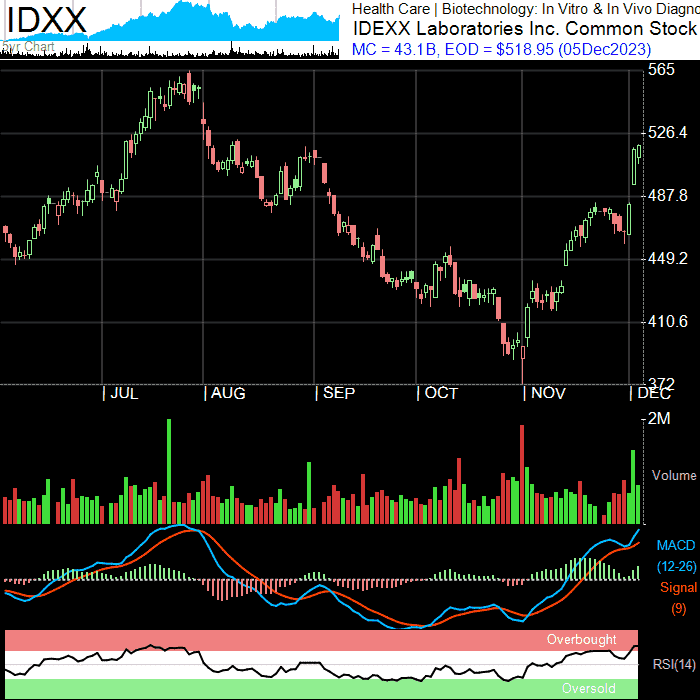 IDXX
5yr Chart
Health Care | Biotechnology: In Vitro & In Vivo Diagno
IDEXX Laboratories Inc. Common Stock
MC = 43.1B, EOD = $518.95 (05Dec2023)
565
526.4
487.8
449.2
410.6
372
| JUL | AUG | SEP | OCT | NOV | DEC
2M
Volume
MACD
(12-26)
Signal
(9)
Overbought
RSI(14)
Oversold